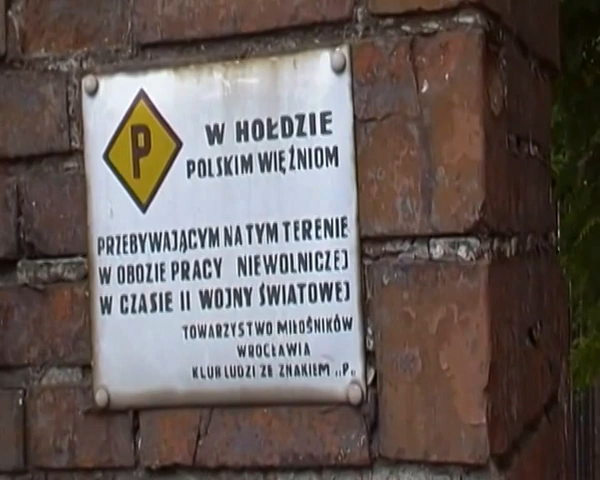 P
W HOŁDZIE
POLSKIM WIĘŹNIOM
PRZEBYWAJĄCYM NA TYM TERENIE
W OBOZIE PRACY NIEWOLNICZEJ
W CZASIE II WOJNY ŚWIATOWEJ
TOWARZYSTWO MIŁOŚNIKÓW
WROCŁAWIA
KLUB LUDZI ZE ZNAKIEM „P„